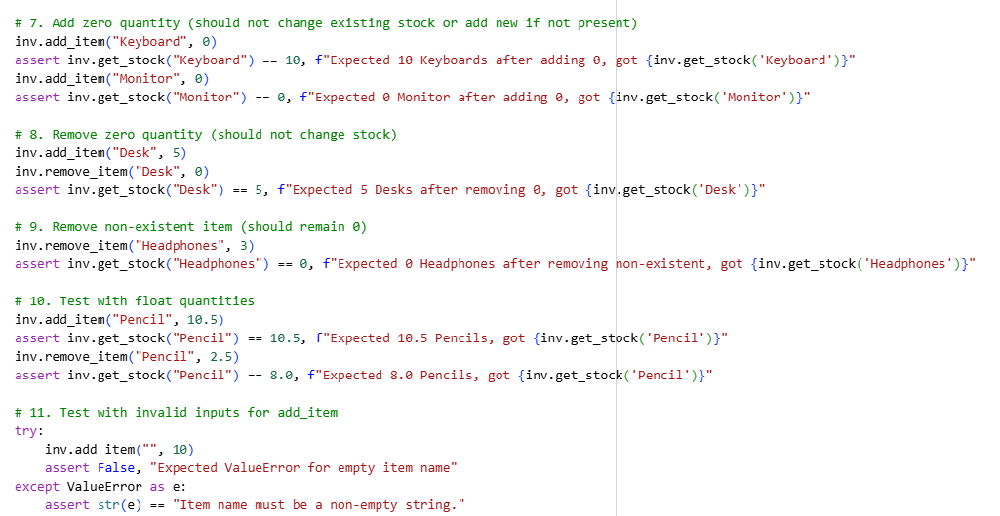 # 7. Add zero quantity (should not change existing stock or add new if not present)
inv.add_item("Keyboard", 0)
assert inv.get_stock("Keyboard") == 10, f"Expected 10 Keyboards after adding 0, got {inv.get_stock('Keyboard')}"
inv.add_item("Monitor", 0)
assert inv.get_stock("Monitor") == 0, f"Expected 0 Monitor after adding 0, got {inv.get_stock('Monitor')}"

# 8. Remove zero quantity (should not change stock)
inv.add_item("Desk", 5)
inv.remove_item("Desk", 0)
assert inv.get_stock("Desk") == 5, f"Expected 5 Desks after removing 0, got {inv.get_stock('Desk')}"

# 9. Remove non-existent item (should remain 0)
inv.remove_item("Headphones", 3)
assert inv.get_stock("Headphones") == 0, f"Expected 0 Headphones after removing non-existent, got {inv.get_stock('Headphones')}"

# 10. Test with float quantities
inv.add_item("Pencil", 10.5)
assert inv.get_stock("Pencil") == 10.5, f"Expected 10.5 Pencils, got {inv.get_stock('Pencil')}"
inv.remove_item("Pencil", 2.5)
assert inv.get_stock("Pencil") == 8.0, f"Expected 8.0 Pencils, got {inv.get_stock('Pencil')}"

# 11. Test with invalid inputs for add_item
try:
    inv.add_item("", 10)
    assert False, "Expected ValueError for empty item name"
except ValueError as e:
    assert str(e) == "Item name must be a non-empty string."